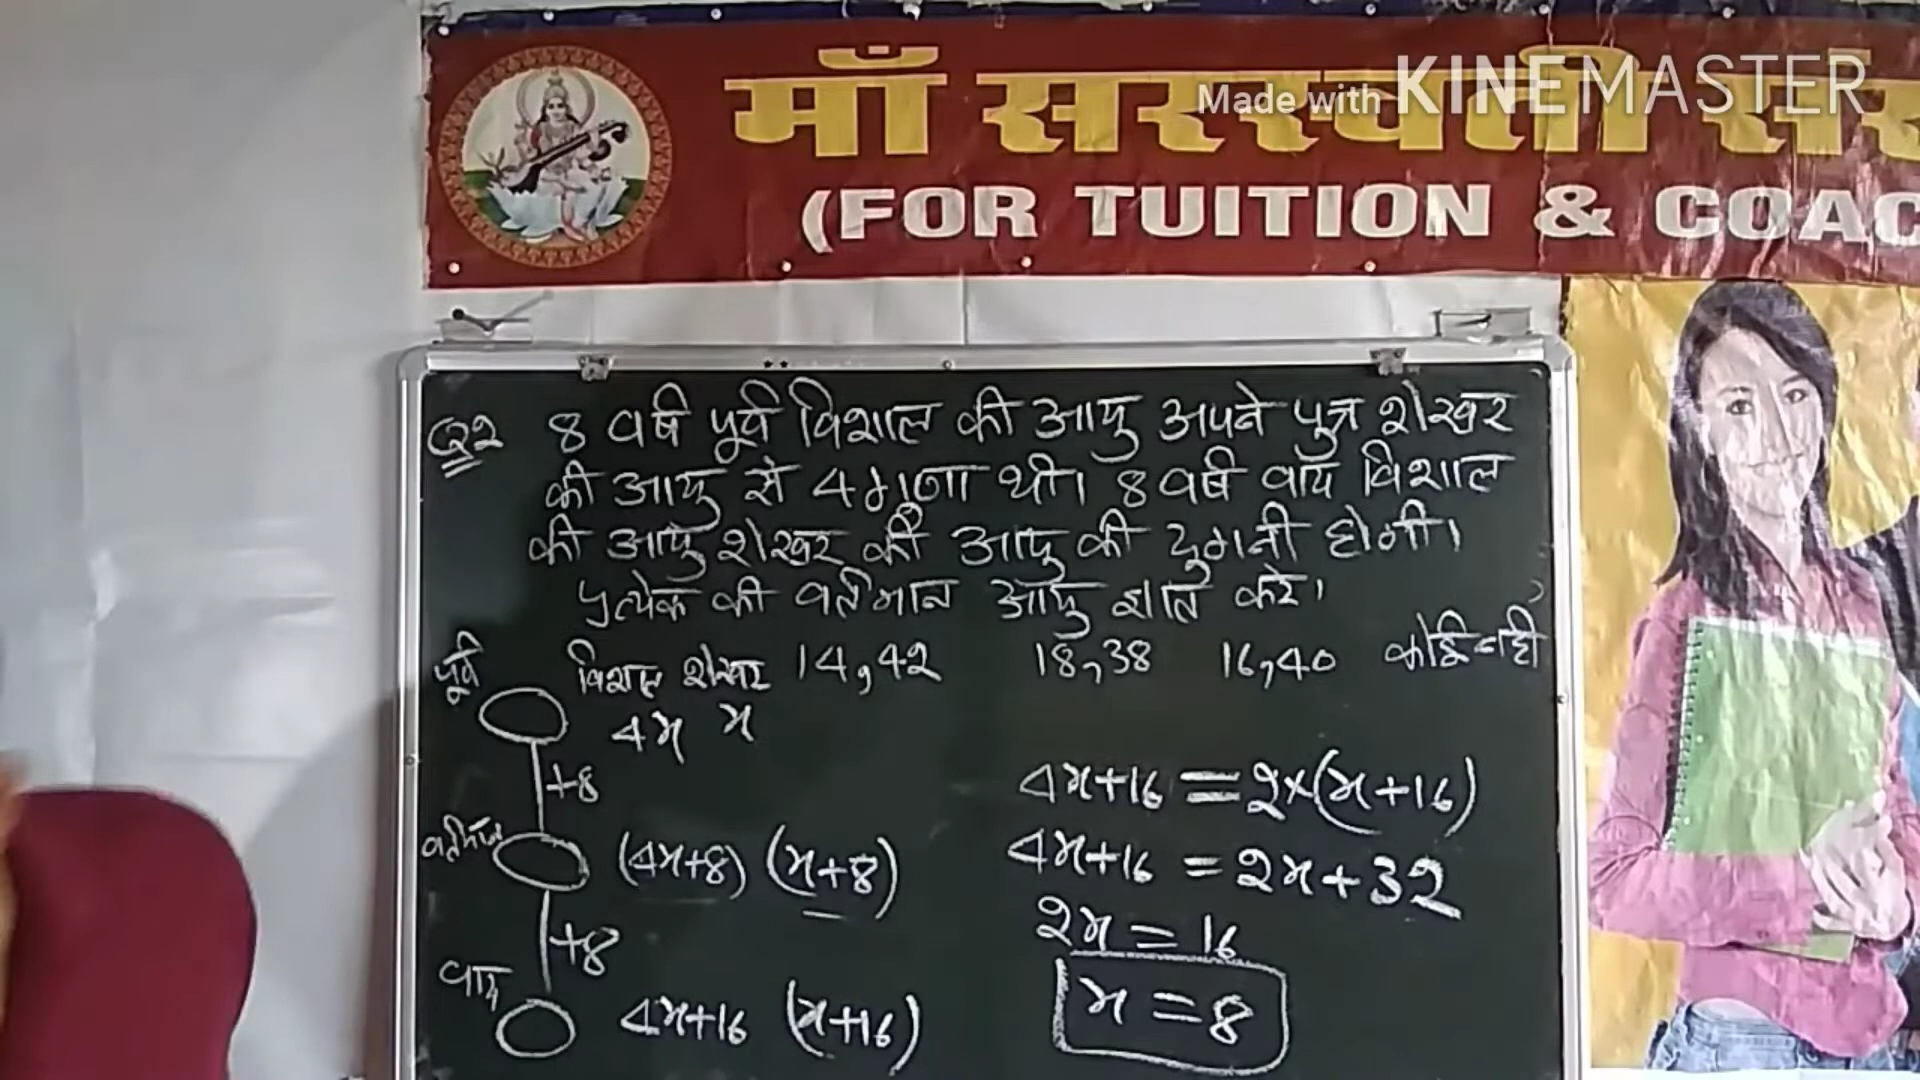 माँ सरस्वती सं
Made with KINEMASTER
(FOR TUITION & COAC
Q2 8 वर्ष पूर्व विशाल की आयु अपने पुत्र शेखर
की आयु से 4 गुणा थी। 8 वर्ष वाद विशाल
की आयु शेखर की आयु की दुगनी होगी।
प्रत्येक की वर्तमान आयु ज्ञात करे।
विशाल शेखर 14,42 18,38 16,40 कोई नही
पूर्व 4x x
+8
वर्तमान (4x+8) (x+8)
+8
वाद 4x+16 (x+16)
4x+16 = 2×(x+16)
4x+16 = 2x+32
2x = 16
x = 8